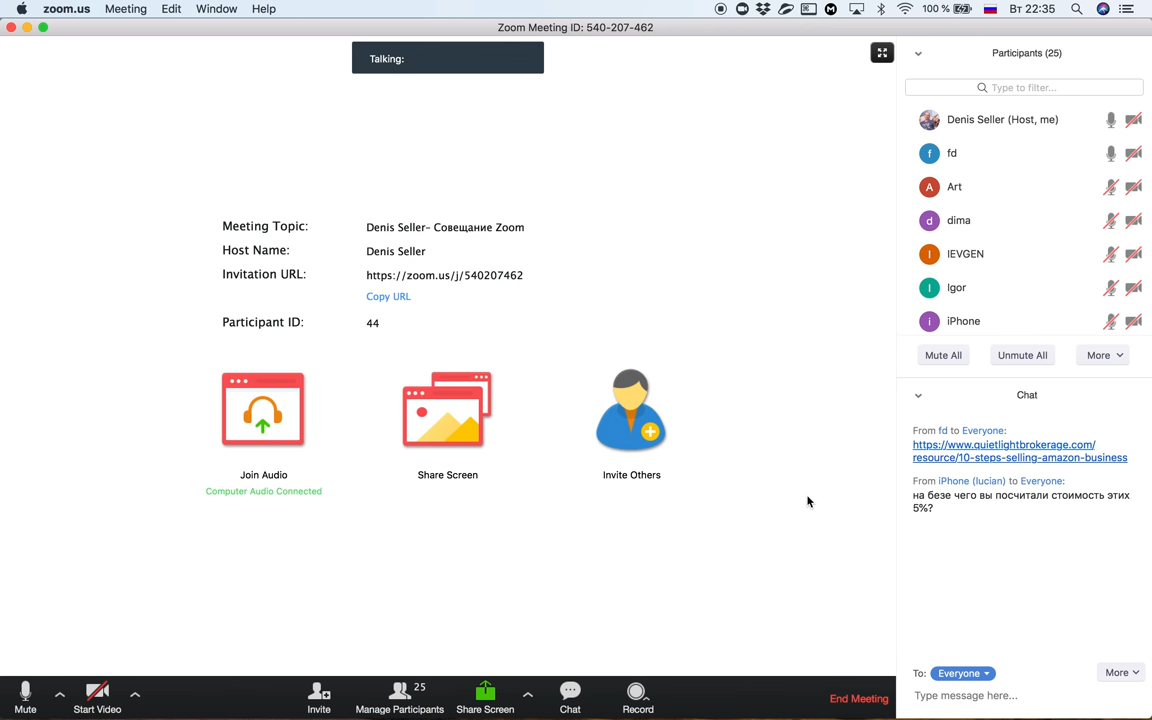 zoom.us Meeting Edit Window Help 100 % Вт 22:35
Zoom Meeting ID: 540-207-462
Talking:
Meeting Topic: Denis Seller- Совещание Zoom
Host Name: Denis Seller
Invitation URL: https://zoom.us/j/540207462
Copy URL
Participant ID: 44
Join Audio
Computer Audio Connected
Share Screen
Invite Others
Participants (25)
Type to filter...
Denis Seller (Host, me)
f fd
A Art
d dima
I IEVGEN
I Igor
i iPhone
Mute All Unmute All More
Chat
From fd to Everyone:
https://www.quietlightbrokerage.com/
resource/10-steps-selling-amazon-business
From iPhone (lucian) to Everyone:
на безе чего вы посчитали стоимость этих
5%?
To: Everyone More
Type message here...
Mute Start Video Invite Manage Participants 25 Share Screen Chat Record End Meeting